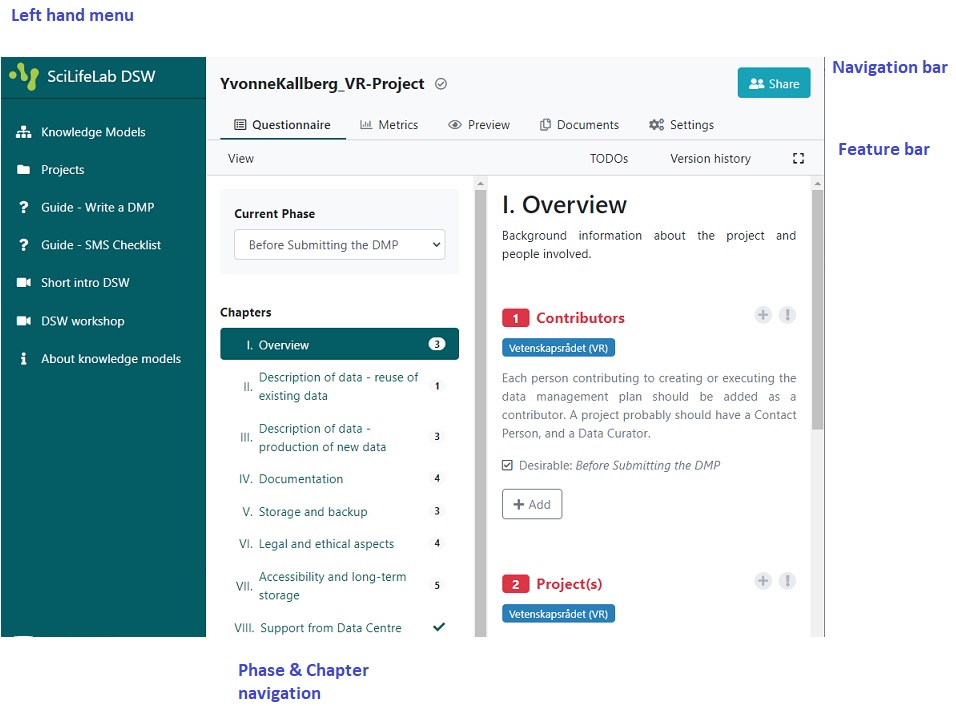 Left hand menu
SciLifeLab DSW
Knowledge Models
Projects
Guide - Write a DMP
Guide - SMS Checklist
Short intro DSW
DSW workshop
About knowledge models
YvonneKallberg_VR-Project
Share
Navigation bar
Questionnaire Metrics Preview Documents Settings
Feature bar
View TODOs Version history
Current Phase
Before Submitting the DMP
Chapters
I. Overview 3
II. Description of data - reuse of
existing data 1
III. Description of data -
production of new data 3
IV. Documentation 4
V. Storage and backup 3
VI. Legal and ethical aspects 4
VII. Accessibility and long-term
storage 5
VIII. Support from Data Centre
I. Overview
Background information about the project and
people involved.
1 Contributors
Vetenskapsrådet (VR)
Each person contributing to creating or executing the
data management plan should be added as a
contributor. A project probably should have a Contact
Person, and a Data Curator.
Desirable: Before Submitting the DMP
+ Add
2 Project(s)
Vetenskapsrådet (VR)
Phase & Chapter
navigation